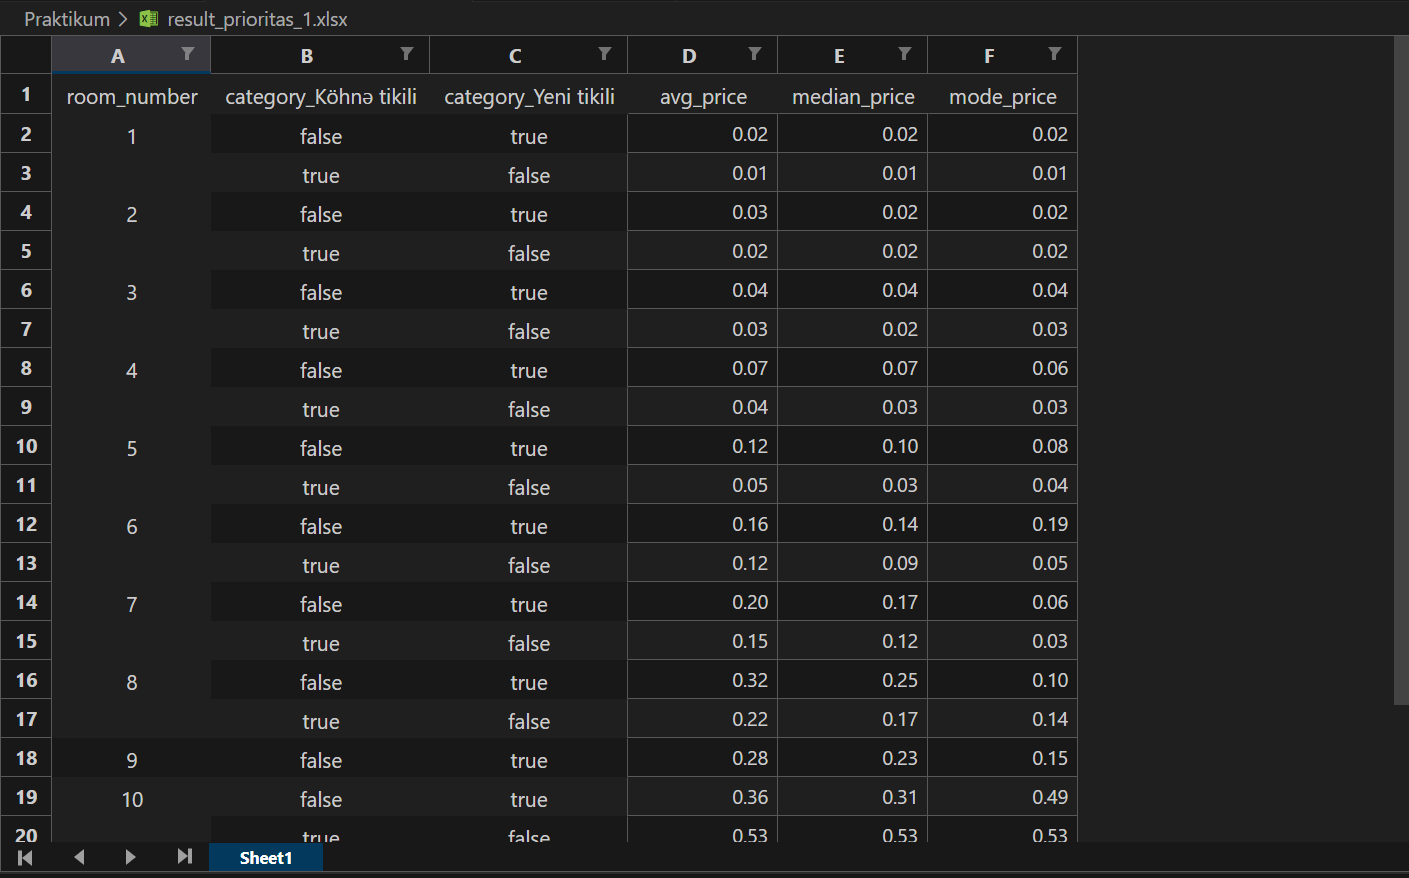 Praktikum > result_prioritas_1.xlsx
A B C D E F
1 room_number category_Köhnə tikili category_Yeni tikili avg_price median_price mode_price
2 1 false true 0.02 0.02 0.02
3 true false 0.01 0.01 0.01
4 2 false true 0.03 0.02 0.02
5 true false 0.02 0.02 0.02
6 3 false true 0.04 0.04 0.04
7 true false 0.03 0.02 0.03
8 4 false true 0.07 0.07 0.06
9 true false 0.04 0.03 0.03
10 5 false true 0.12 0.10 0.08
11 true false 0.05 0.03 0.04
12 6 false true 0.16 0.14 0.19
13 true false 0.12 0.09 0.05
14 7 false true 0.20 0.17 0.06
15 true false 0.15 0.12 0.03
16 8 false true 0.32 0.25 0.10
17 true false 0.22 0.17 0.14
18 9 false true 0.28 0.23 0.15
19 10 false true 0.36 0.31 0.49
20 true false 0.53 0.53 0.53
Sheet1